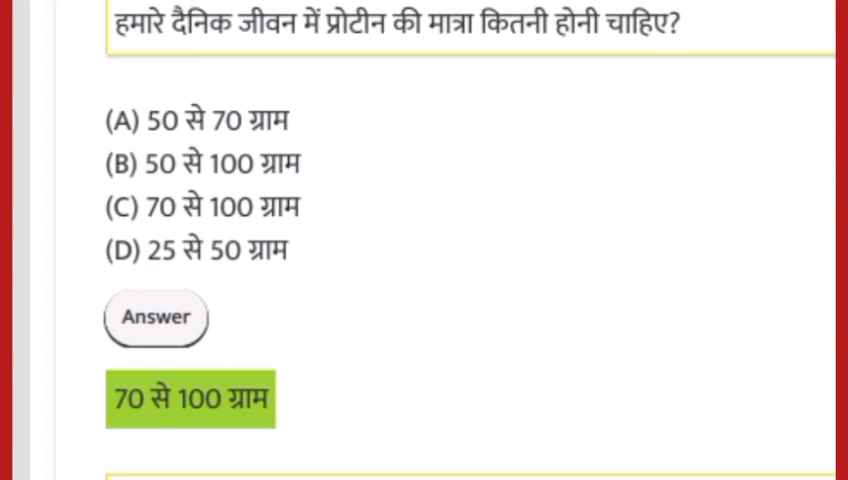 हमारे दैनिक जीवन में प्रोटीन की मात्रा कितनी होनी चाहिए?
(A) 50 से 70 ग्राम
(B) 50 से 100 ग्राम
(C) 70 से 100 ग्राम
(D) 25 से 50 ग्राम
Answer
70 से 100 ग्राम